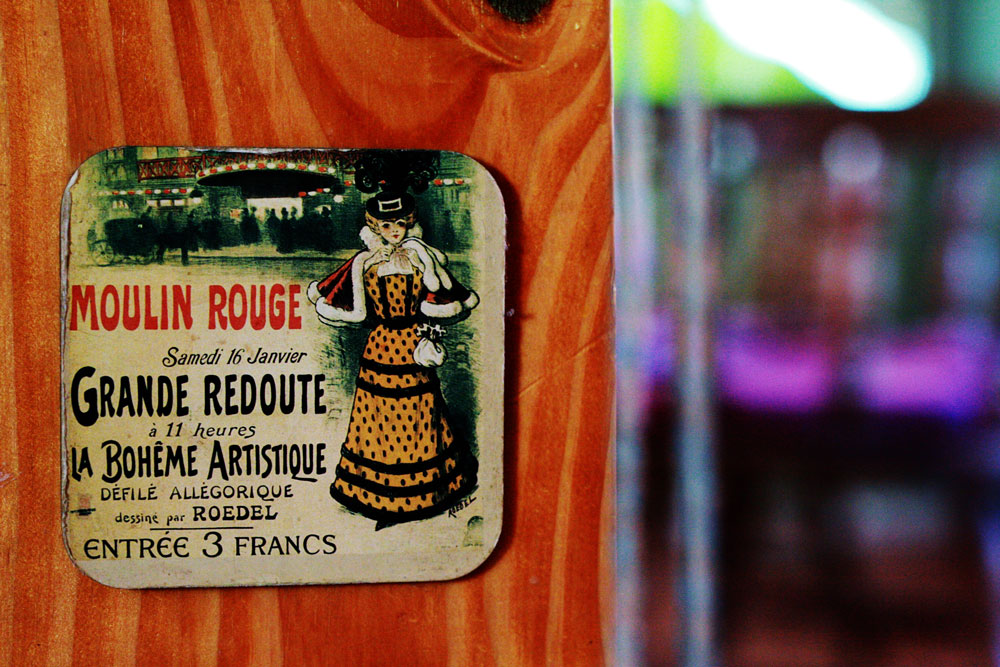 MOULIN ROUGE
Samedi 16 Janvier
GRANDE REDOUTE
à 11 heures
LA BOHÊME ARTISTIQUE
DÉFILÉ ALLÉGORIQUE
dessiné par ROEDEL
ENTRÉE 3 FRANCS